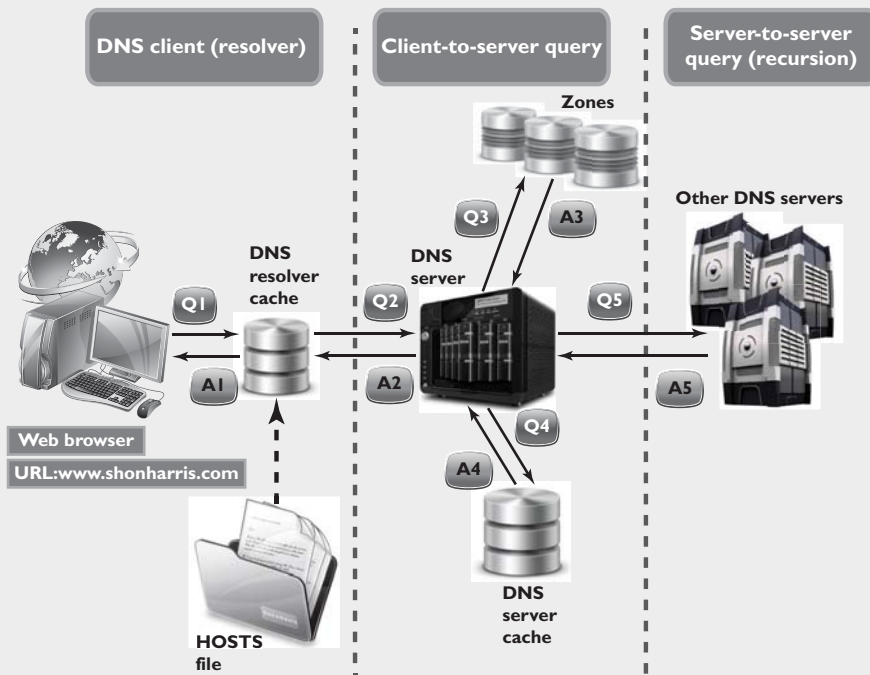 DNS client (resolver)
Client-to-server query
Server-to-server
query (recursion)
Zones
Other DNS servers
Q3
A3
DNS
resolver
cache
DNS
server
Q1
Q2
Q5
A1
A2
A5
Q4
A4
Web browser
URL:www.shonharris.com
DNS
server
cache
HOSTS
file